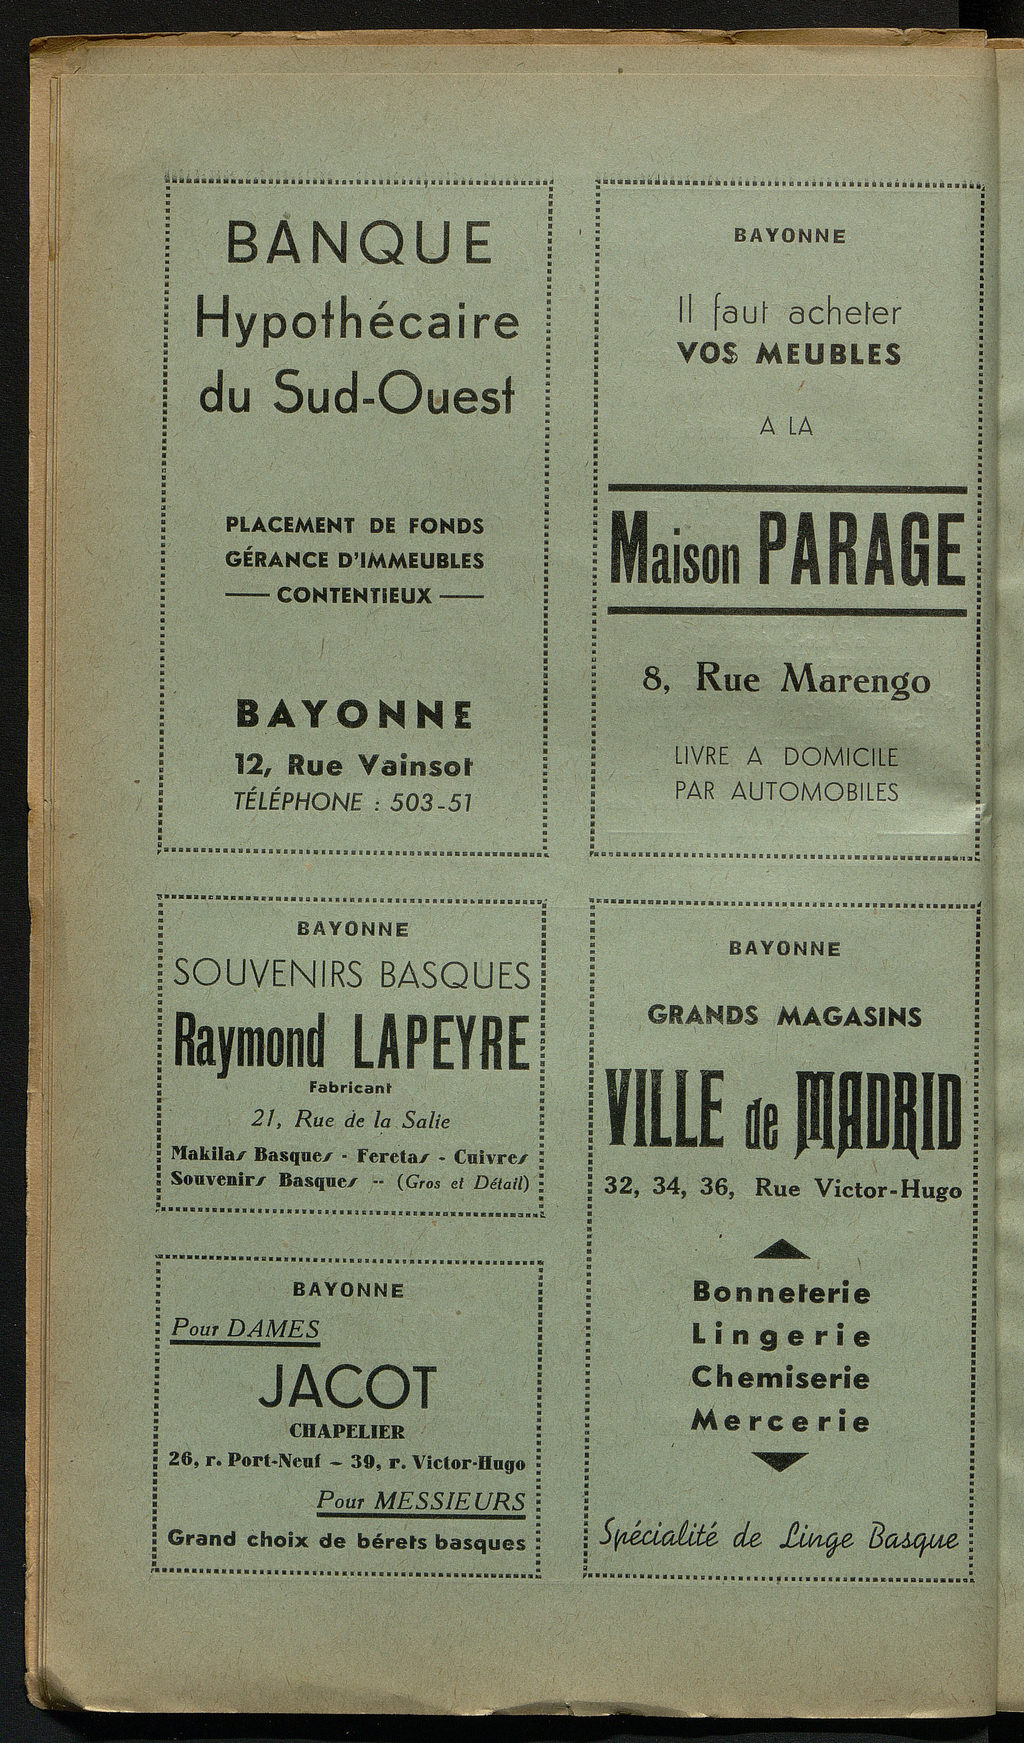 BANQUE
Hypothécaire
du Sud-Ouest
PLACEMENT DE FONDS
GÉRANCE D'IMMEUBLES
CONTENTIEUX
BAYONNE
12, Rue Vainsot
TÉLÉPHONE : 503-51
BAYONNE
SOUVENIRS BASQUES
Raymond LAPEYRE
Fabricant
21, Rue de la Salie
Makilas Basques - Feretas - Cuivres
Souvenirs Basques -- (Gros et Détail)
BAYONNE
Pour DAMES
JACOT
CHAPELIER
26, r. Port-Neuf - 39, r. Victor-Hugo
Pour MESSIEURS
Grand choix de bérets basques
BAYONNE
Il faut acheter
VOS MEUBLES
A LA
Maison PARAGE
8, Rue Marengo
LIVRE A DOMICILE
PAR AUTOMOBILES
BAYONNE
GRANDS MAGASINS
VILLE de MADRID
32, 34, 36, Rue Victor-Hugo
Bonneterie
Lingerie
Chemiserie
Mercerie
Spécialité de Linge Basque